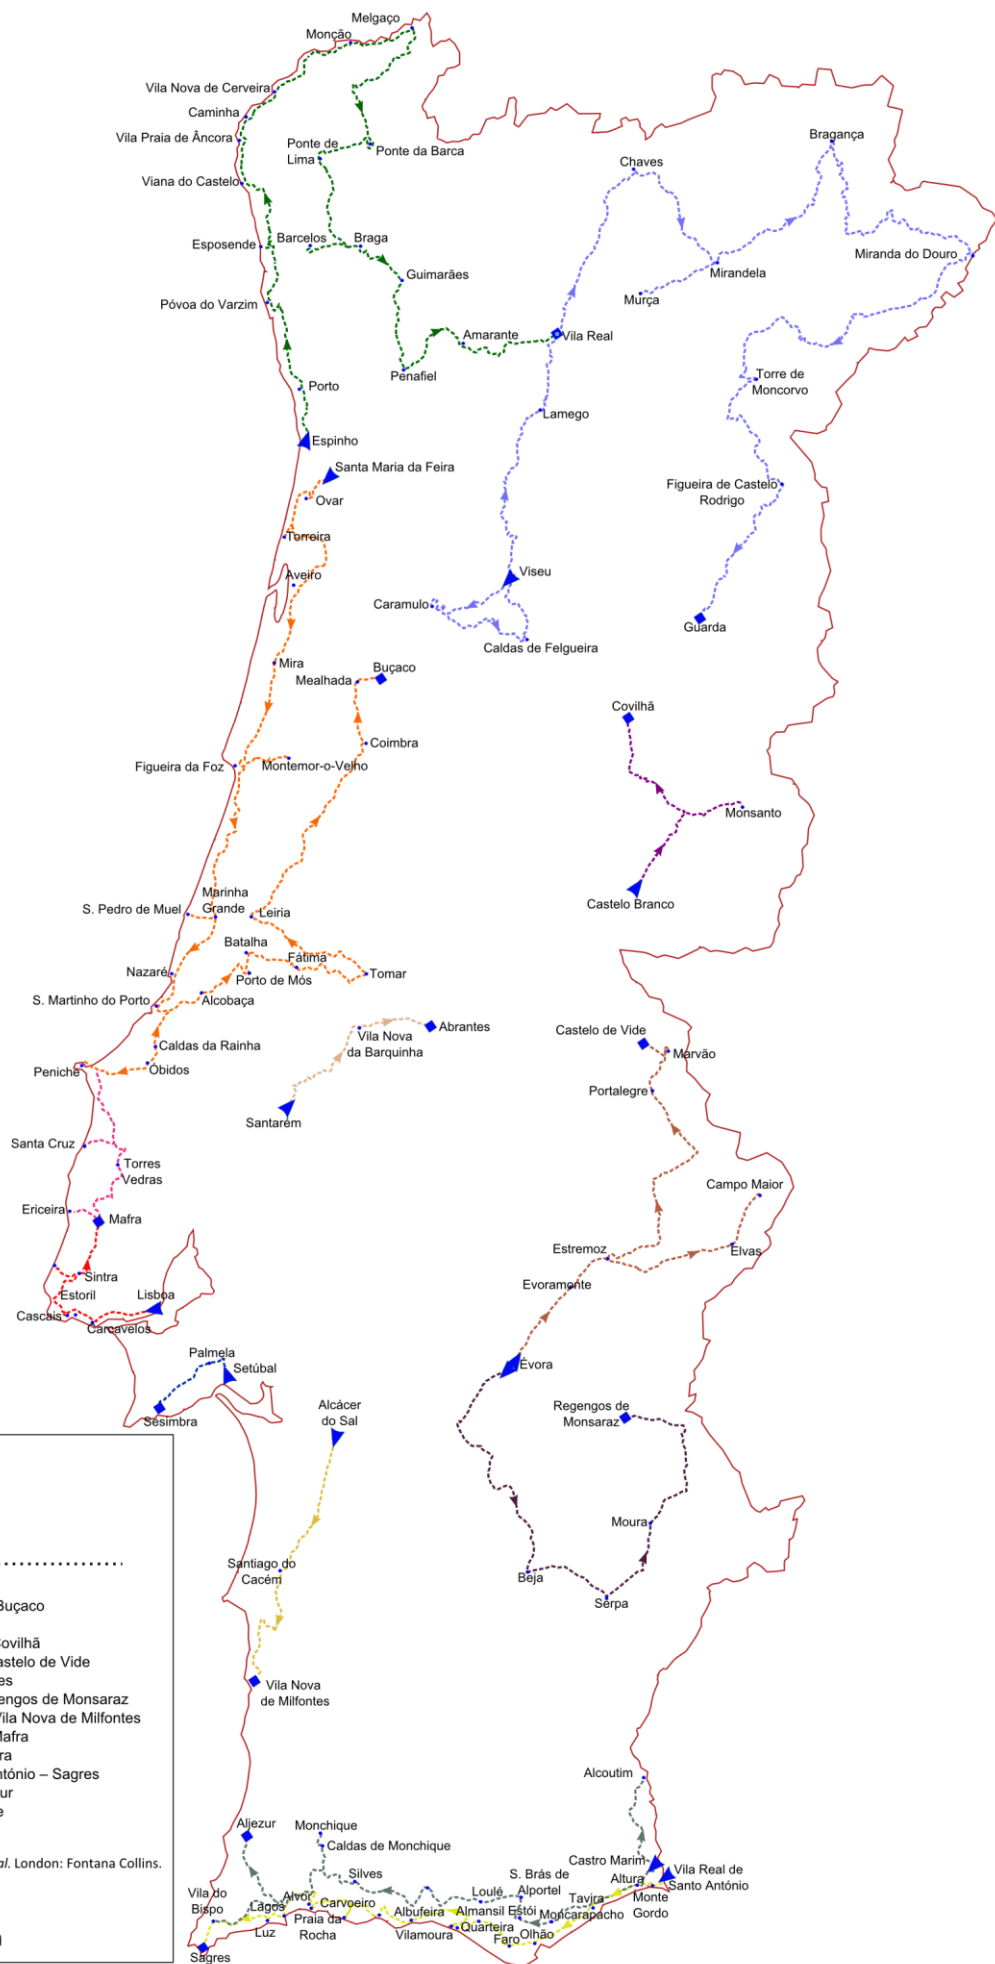 Melgaço
Monção
Vila Nova de Cerveira
Caminha
Vila Praia de Âncora
Ponte de
Lima
Ponte da Barca
Viana do Castelo
Esposende
Barcelos
Braga
Guimarães
Póvoa do Varzim
Amarante
Penafiel
Porto
Espinho
Bragança
Chaves
Miranda do Douro
Mirandela
Murça
Vila Real
Torre de
Moncorvo
Lamego
Figueira de Castelo
Rodrigo
Santa Maria da Feira
Ovar
Torreira
Aveiro
Viseu
Caramulo
Caldas de Felgueira
Guarda
Mira
Mealhada
Buçaco
Covilhã
Coimbra
Figueira da Foz
Montemor-o-Velho
Monsanto
Castelo Branco
Marinha
Grande
S. Pedro de Muel
Leiria
Batalha
Fátima
Nazaré
Porto de Mós
Tomar
S. Martinho do Porto
Alcobaça
Caldas da Rainha
Vila Nova
da Barquinha
Abrantes
Peniche
Óbidos
Santarém
Castelo de Vide
Marvão
Portalegre
Santa Cruz
Torres
Vedras
Ericeira
Mafra
Campo Maior
Elvas
Estremoz
Evoramonte
Sintra
Estoril
Lisboa
Cascais
Carcavelos
Palmela
Setúbal
Sesimbra
Évora
Regengos de
Monsaraz
Alcácer
do Sal
Moura
Santiago do
Cacém
Beja
Serpa
Vila Nova
de Milfontes
Buçaco
Covilhã
astelo de Vide
es
engos de Monsaraz
Vila Nova de Milfontes
Mafra
ra
ntónio – Sagres
ur
e
al. London: Fontana Collins.
Alcoutim
Aljezur
Monchique
Caldas de Monchique
Castro Marim
Vila Real de
Santo António
Altura
Monte
Gordo
Silves
S. Brás de
Alportel
Loulé
Tavira
Vila do
Bispo
Lagos
Alvor
Carvoeiro
Almansil
Estói
Moncarapacho
Albufeira
Luz
Praia da
Rocha
Vilamoura
Quarteira
Faro
Olhão
Sagres